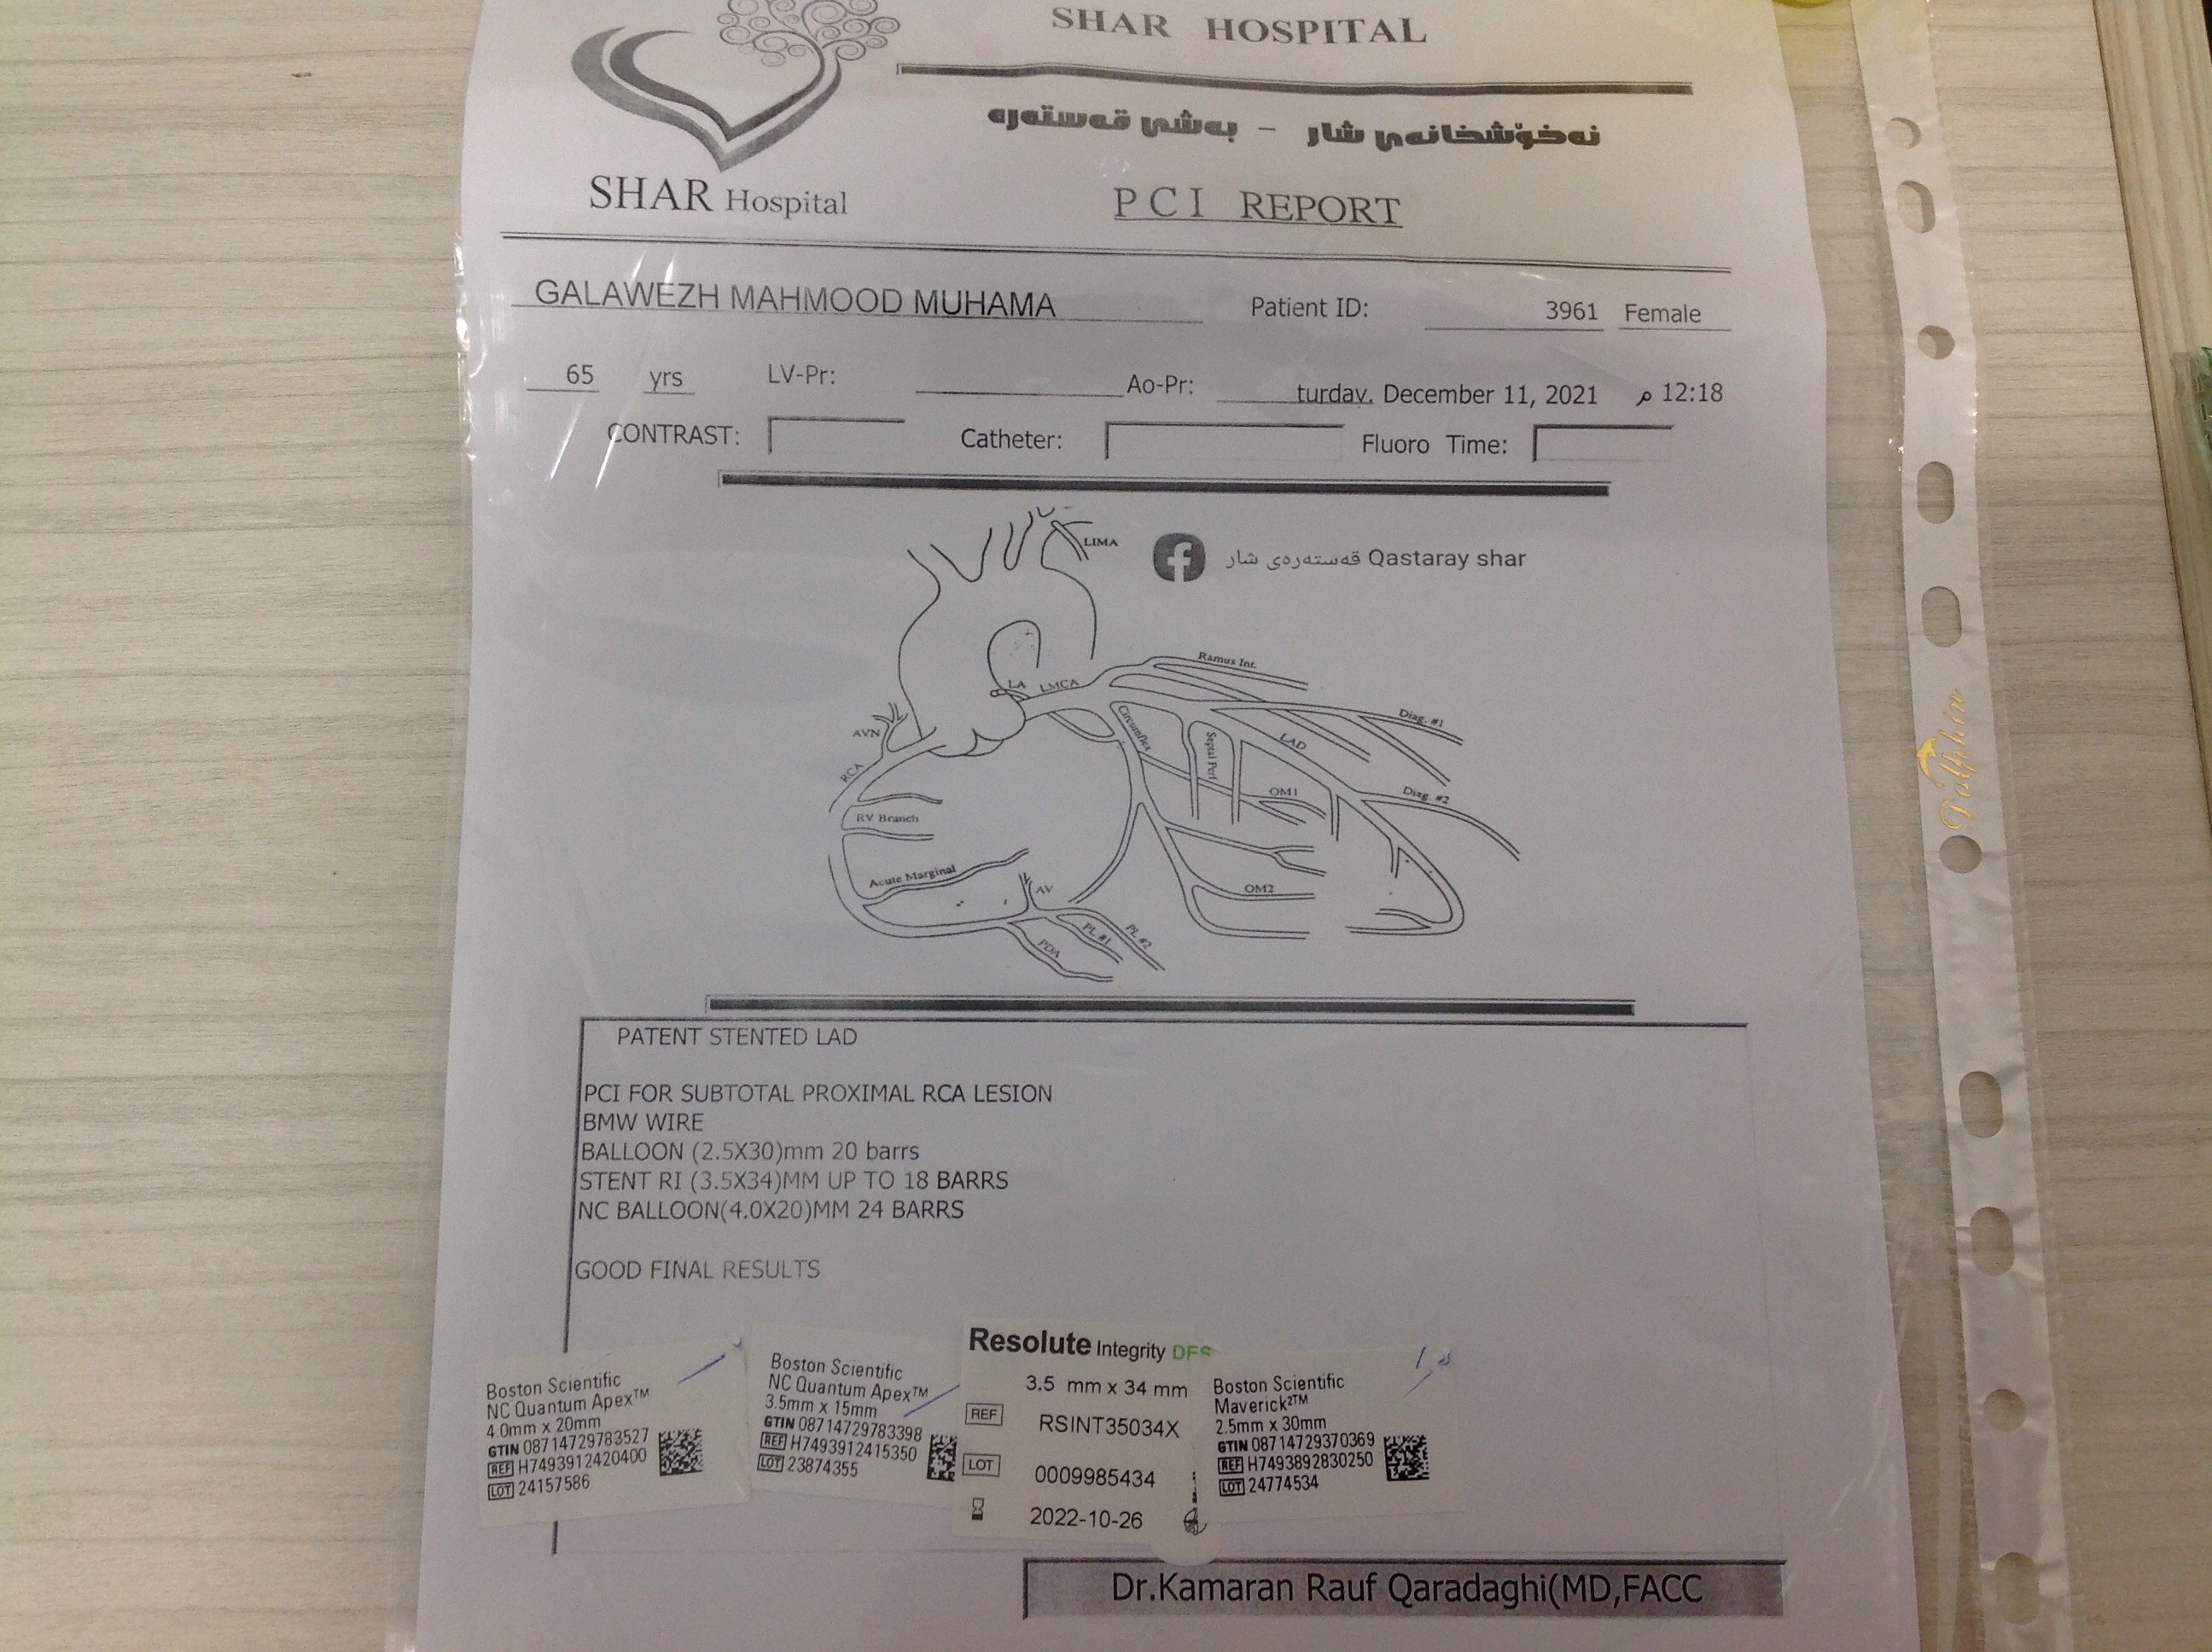 SHAR HOSPITAL
نەخۆشخانەی شار - بەشی قەستەرە
SHAR Hospital
PCI REPORT
GALAWEZH MAHMOOD MUHAMA Patient ID: 3961 Female
65 yrs LV-Pr: Ao-Pr: turday, December 11, 2021 م 12:18
CONTRAST: Catheter: Fluoro Time:
LIMA
قەستەرەی شار Qastaray shar
Ramus Int.
LA LMCA
Diag. #1
AVN
Circumflex
Septal Perf
LAD
RCA
OM1
Diag. #2
RV Branch
Acute Marginal
AV
OM2
PL #1
PL #2
PDA
PATENT STENTED LAD
PCI FOR SUBTOTAL PROXIMAL RCA LESION
BMW WIRE
BALLOON (2.5X30)mm 20 barrs
STENT RI (3.5X34)MM UP TO 18 BARRS
NC BALLOON(4.0X20)MM 24 BARRS
GOOD FINAL RESULTS
Boston Scientific
NC Quantum Apex™
4.0mm x 20mm
GTIN 08714729783527
REF H7493912420400
LOT 24157586
Boston Scientific
NC Quantum Apex™
3.5mm x 15mm
GTIN 08714729783398
REF H7493912415350
LOT 23874355
Resolute Integrity DES
3.5 mm x 34 mm
REF RSINT35034X
LOT 0009985434
2022-10-26
Boston Scientific
Maverick²™
2.5mm x 30mm
GTIN 08714729370369
REF H7493892830250
LOT 24774534
Dr.Kamaran Rauf Qaradaghi(MD,FACC
Dolphin